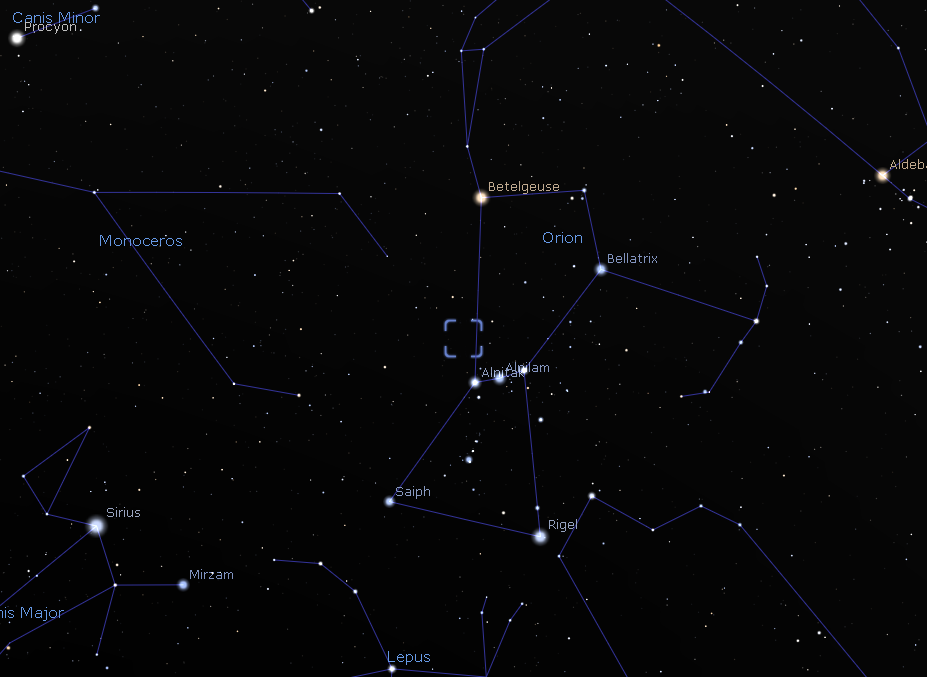 Canis Minor
Procyon
Aldeb
Betelgeuse
Orion
Monoceros
Bellatrix
Alnilam
Alnitak
Saiph
Sirius
Rigel
Mirzam
nis Major
Lepus